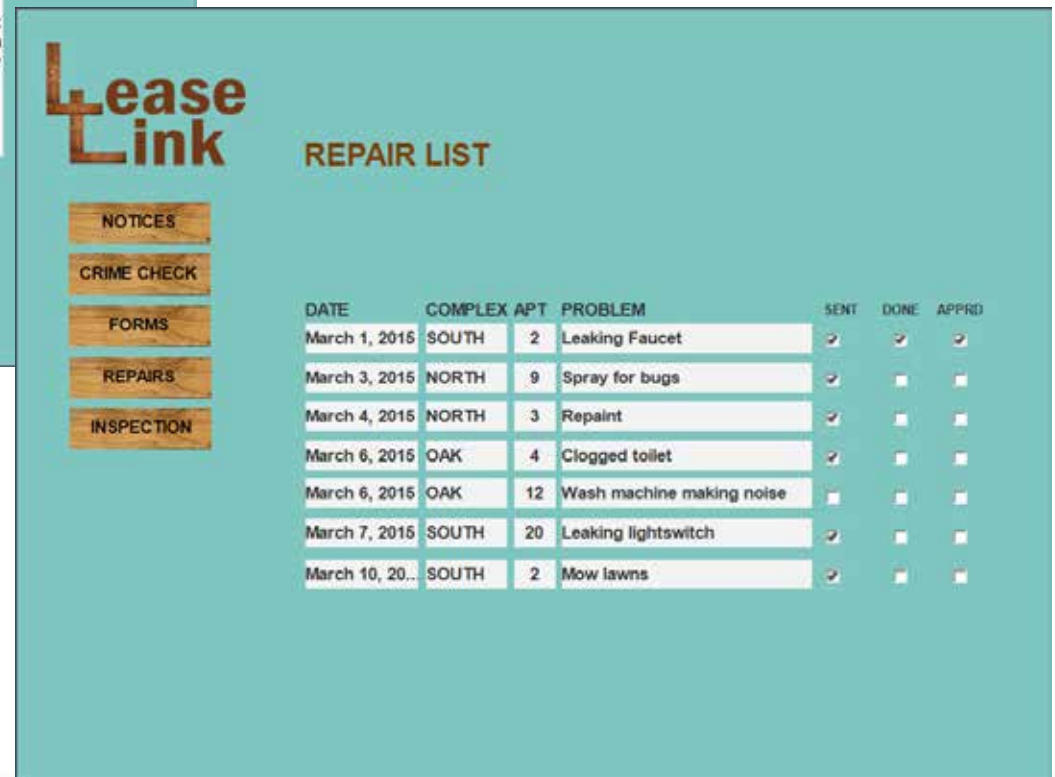 Lease
Link
REPAIR LIST
NOTICES
CRIME CHECK
FORMS
REPAIRS
INSPECTION
DATE COMPLEX APT PROBLEM SENT DONE APPRD
March 1, 2015 SOUTH 2 Leaking Faucet
March 3, 2015 NORTH 9 Spray for bugs
March 4, 2015 NORTH 3 Repaint
March 6, 2015 OAK 4 Clogged toilet
March 6, 2015 OAK 12 Wash machine making noise
March 7, 2015 SOUTH 20 Leaking lightswitch
March 10, 20... SOUTH 2 Mow lawns